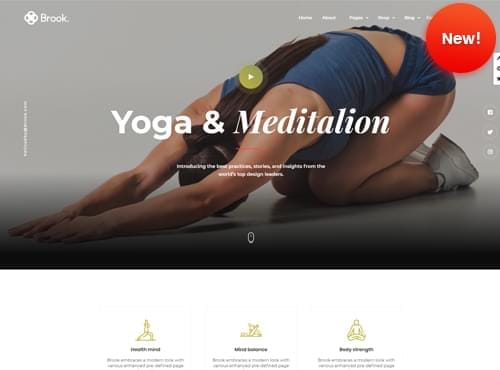 Brook.
Home About Pages Shop Blog
New!
Yoga & Meditalion
Introducing the best practices, stories, and insights from the
world's top design leaders.
Health mind
Mind balance
Body strength
Brook embraces a modern look with
various enhanced pre-defined page
Brook embraces a modern look with
various enhanced pre-defined page
Brook embraces a modern look with
various enhanced pre-defined page